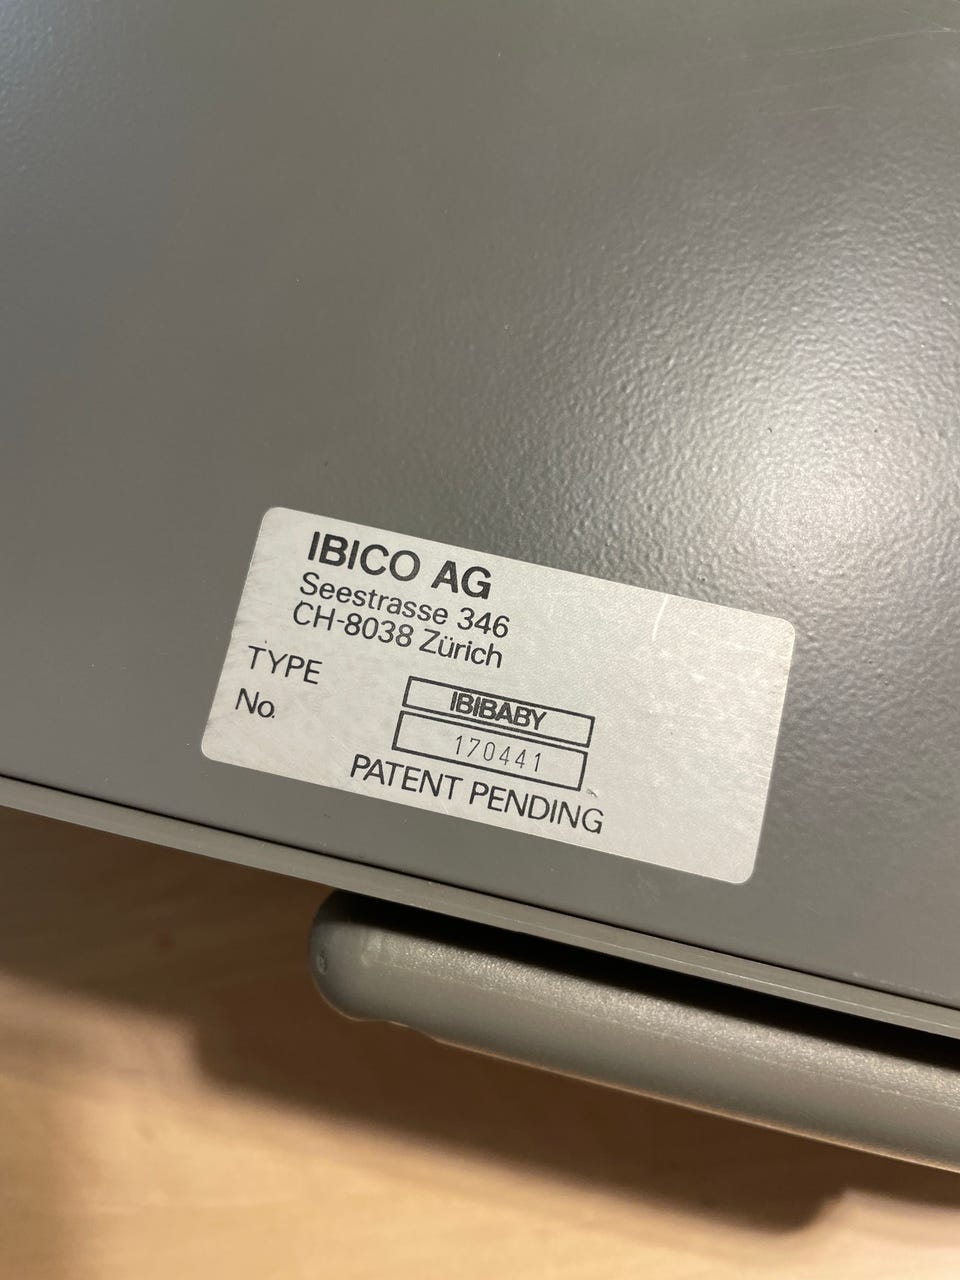 IBICO AG
Seestrasse 346
CH-8038 Zürich
TYPE IBIBABY
No. 170441
PATENT PENDING